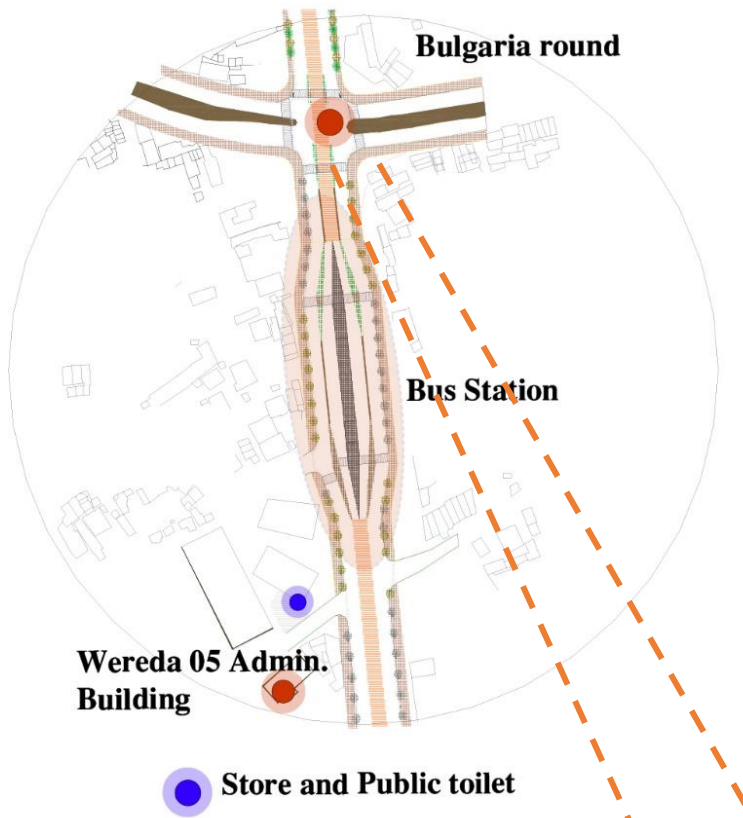 Bulgaria round
Bus Station
Wereda 05 Admin.
Building
Store and Public toilet